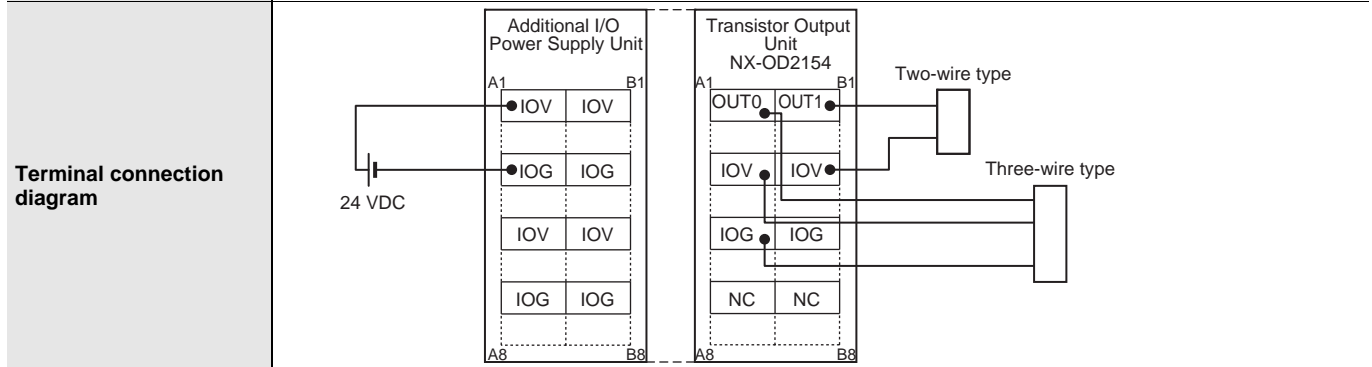 Terminal connection
diagram
24 VDC
Additional I/O
Power Supply Unit
A1 B1
IOV IOV
IOG IOG
IOV IOV
IOG IOG
A8 B8
Transistor Output
Unit
NX-OD2154
A1 B1
OUT0 OUT1
IOV IOV
IOG IOG
NC NC
A8 B8
Two-wire type
Three-wire type